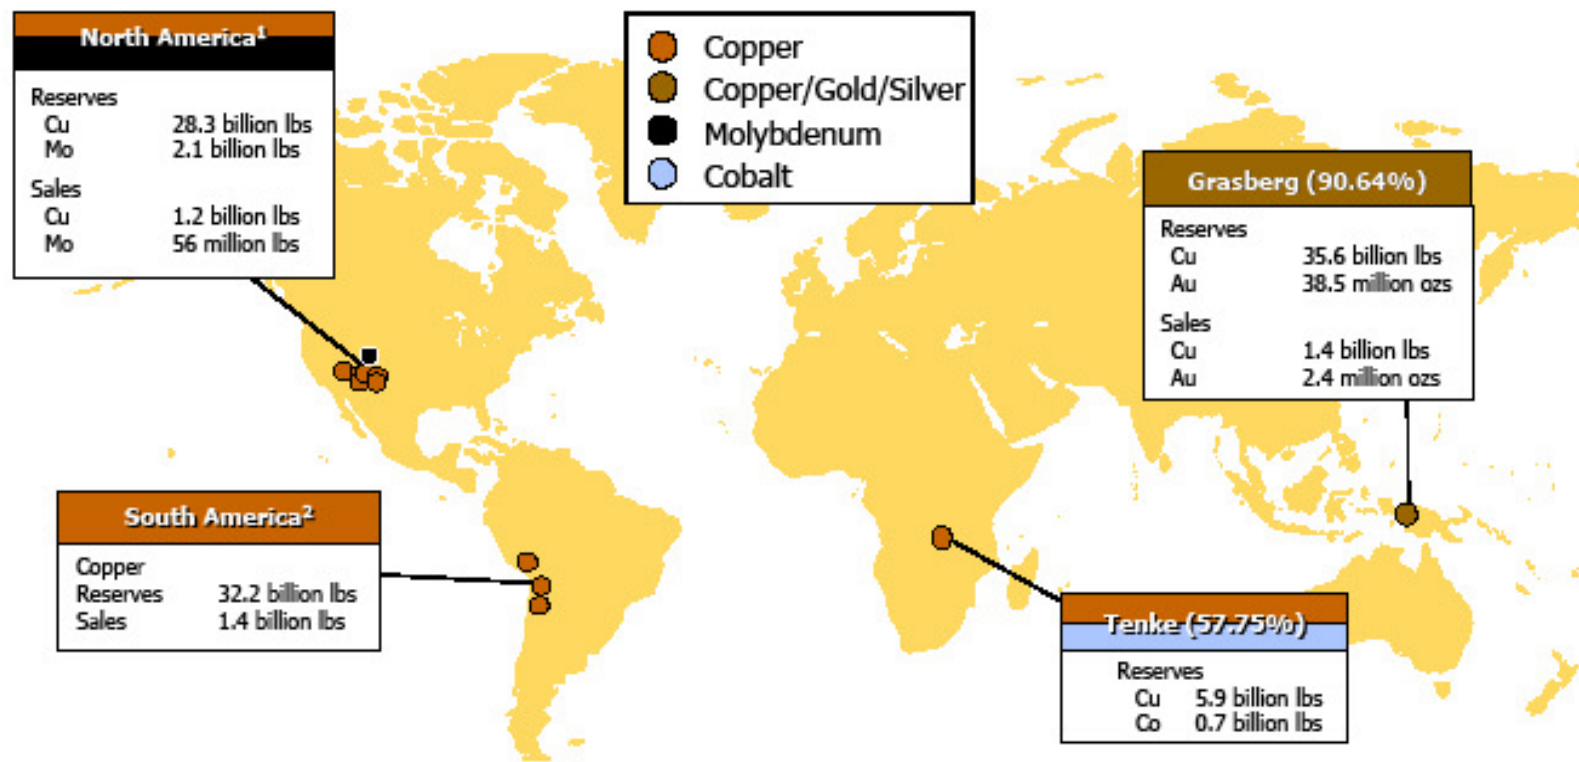 North America¹
Reserves
Cu 28.3 billion lbs
Mo 2.1 billion lbs
Sales
Cu 1.2 billion lbs
Mo 56 million lbs
Copper
Copper/Gold/Silver
Molybdenum
Cobalt
Grasberg (90.64%)
Reserves
Cu 35.6 billion lbs
Au 38.5 million ozs
Sales
Cu 1.4 billion lbs
Au 2.4 million ozs
South America²
Copper
Reserves 32.2 billion lbs
Sales 1.4 billion lbs
Tenke (57.75%)
Reserves
Cu 5.9 billion lbs
Co 0.7 billion lbs